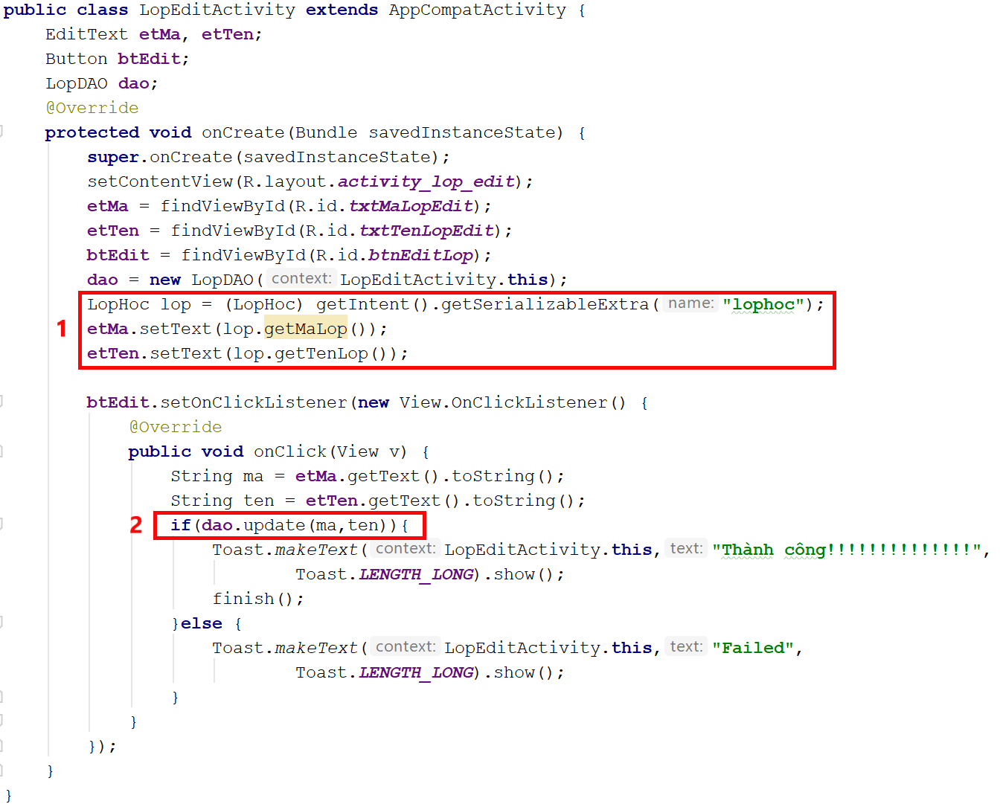 public class LopEditActivity extends AppCompatActivity {
EditText etMa, etTen;
Button btEdit;
LopDAO dao;
@Override
protected void onCreate(Bundle savedInstanceState) {
super.onCreate(savedInstanceState);
setContentView(R.layout.activity_lop_edit);
etMa = findViewById(R.id.txtMaLopEdit);
etTen = findViewById(R.id.txtTenLopEdit);
btEdit = findViewById(R.id.btnEditLop);
dao = new LopDAO( context: LopEditActivity.this);
LopHoc lop = (LopHoc) getIntent().getSerializableExtra( name: "lophoc");
1 etMa.setText(lop.getMaLop());
etTen.setText(lop.getTenLop());
btEdit.setOnClickListener(new View.OnClickListener() {
@Override
public void onClick(View v) {
String ma = etMa.getText().toString();
String ten = etTen.getText().toString();
2 if(dao.update(ma,ten)){
Toast.makeText( context: LopEditActivity.this, text: "Thành công!!!!!!!!!!!!!!",
Toast.LENGTH_LONG).show();
finish();
}else {
Toast.makeText( context: LopEditActivity.this, text: "Failed",
Toast.LENGTH_LONG).show();
}
}
});
}
}